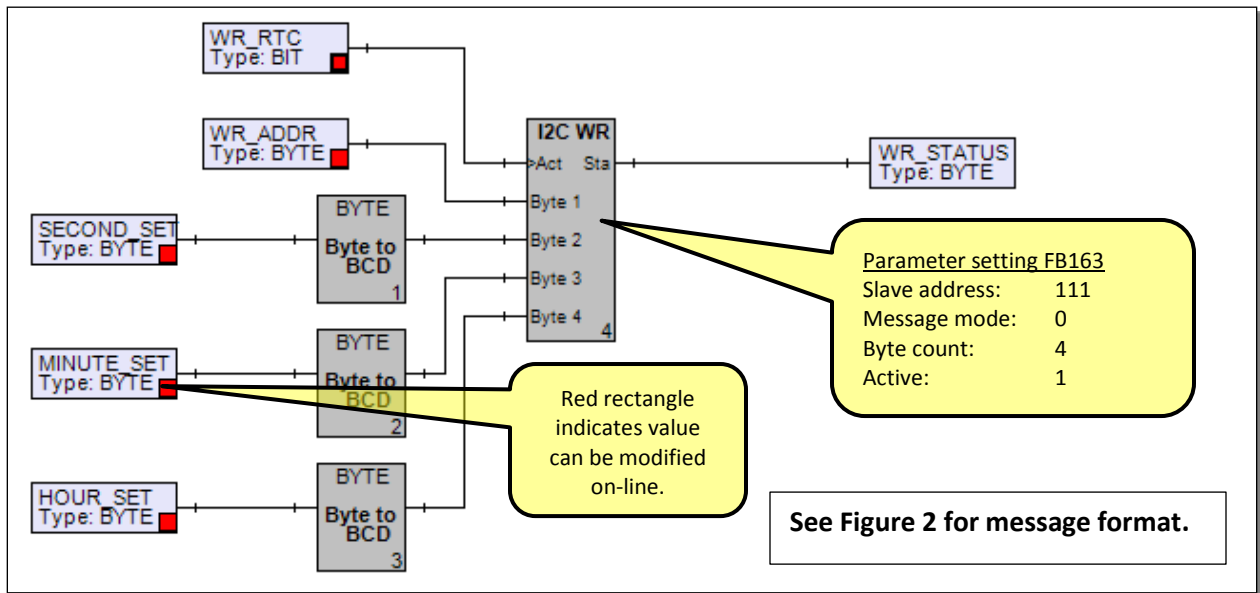 WR_RTC
Type: BIT
WR_ADDR
Type: BYTE
SECOND_SET
Type: BYTE
MINUTE_SET
Type: BYTE
HOUR_SET
Type: BYTE
BYTE
Byte to
BCD
1
BYTE
Byte to
BCD
2
BYTE
Byte to
BCD
3
I2C WR
>Act Sta
Byte 1
Byte 2
Byte 3
Byte 4
4
WR_STATUS
Type: BYTE
Parameter setting FB163
Slave address: 111
Message mode: 0
Byte count: 4
Active: 1
Red rectangle
indicates value
can be modified
on-line.
See Figure 2 for message format.